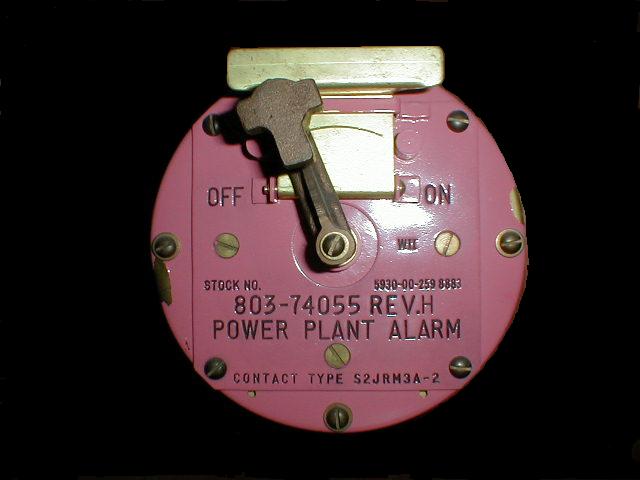 OFF ON
WIT
STOCK NO. 5930-00-259 8883
803-74055 REV.H
POWER PLANT ALARM
CONTACT TYPE S2JRM3A-2